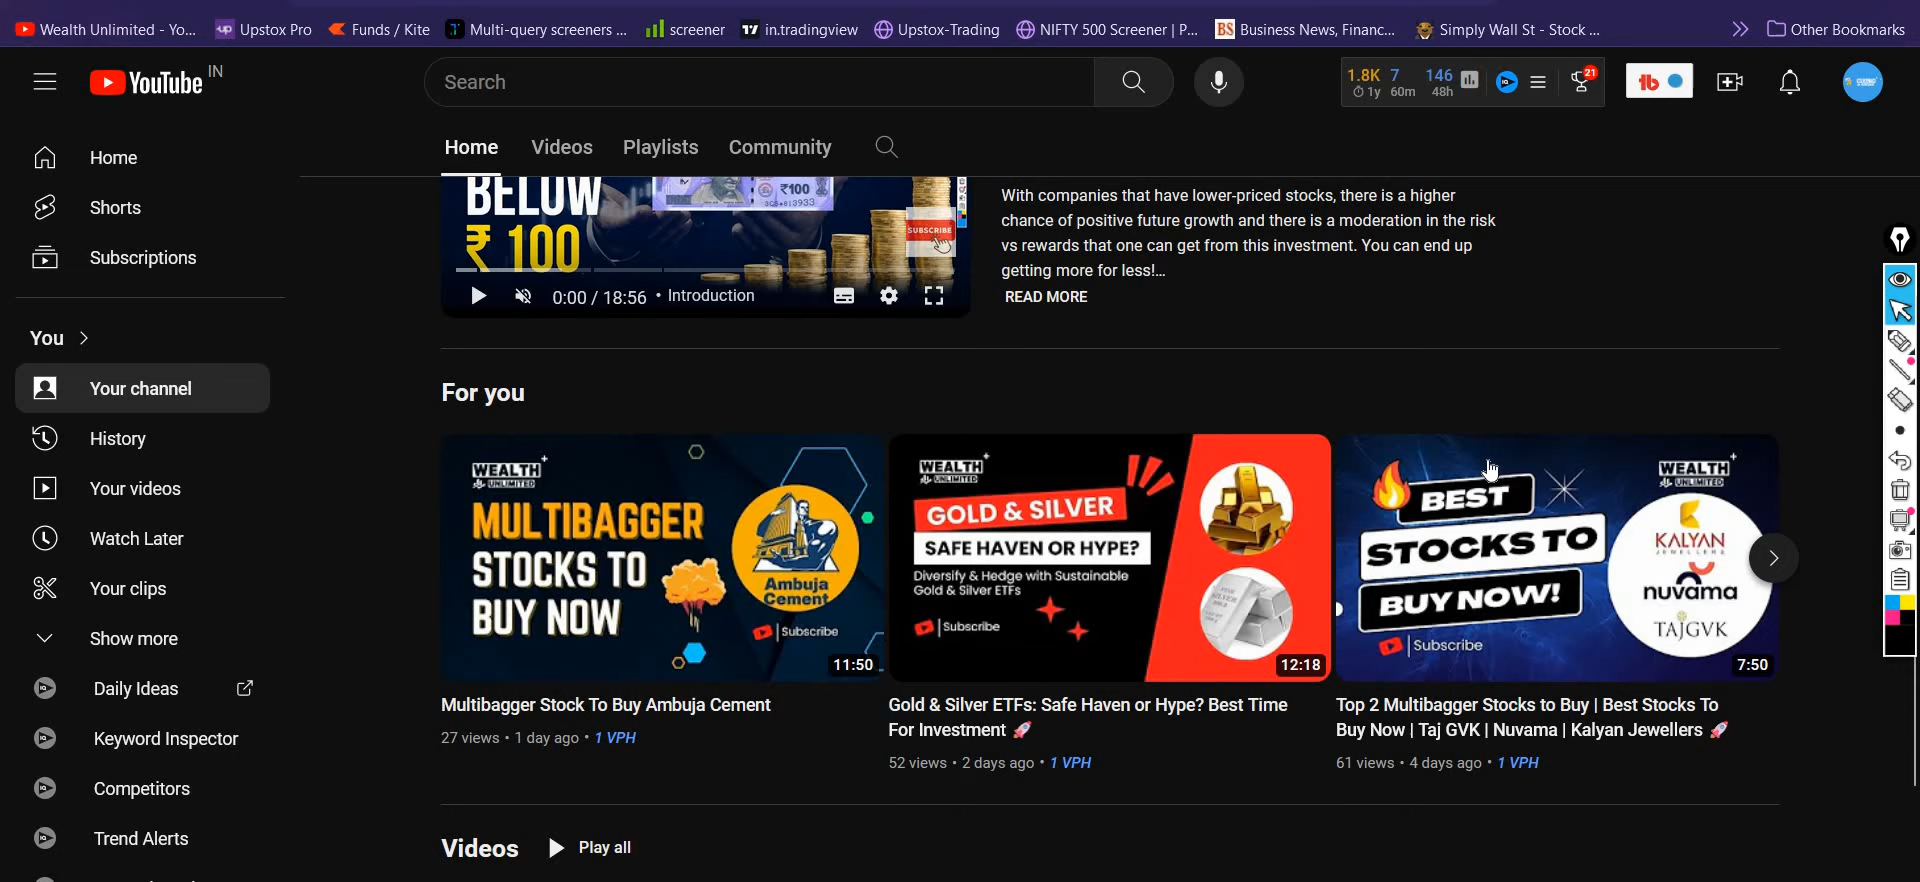 Wealth Unlimited - Yo...
Upstox Pro
Funds / Kite
Multi-query screeners ...
screener
in.tradingview
Upstox-Trading
NIFTY 500 Screener | P...
Business News, Financ...
Simply Wall St - Stock ...
Other Bookmarks
YouTube IN
Search
1.8K 7 146
1y 60m 48h
21
Home
Shorts
Subscriptions
You
Your channel
History
Your videos
Watch Later
Your clips
Show more
Daily Ideas
Keyword Inspector
Competitors
Trend Alerts
Home Videos Playlists Community
BELOW
₹ 100
₹100
SUBSCRIBE
0:00 / 18:56 • Introduction
With companies that have lower-priced stocks, there is a higher
chance of positive future growth and there is a moderation in the risk
vs rewards that one can get from this investment. You can end up
getting more for less!...
READ MORE
For you
WEALTH+
UNLIMITED
MULTIBAGGER
STOCKS TO
BUY NOW
Ambuja
Cement
Subscribe
11:50
Multibagger Stock To Buy Ambuja Cement
27 views • 1 day ago • 1 VPH
WEALTH+
UNLIMITED
GOLD & SILVER
SAFE HAVEN OR HYPE?
Diversify & Hedge with Sustainable
Gold & Silver ETFs
Subscribe
12:18
Gold & Silver ETFs: Safe Haven or Hype? Best Time
For Investment 🚀
52 views • 2 days ago • 1 VPH
BEST
STOCKS TO
BUY NOW!
Subscribe
WEALTH+
UNLIMITED
KALYAN
JEWELLERS
nuvama
TAJGVK
7:50
Top 2 Multibagger Stocks to Buy | Best Stocks To
Buy Now | Taj GVK | Nuvama | Kalyan Jewellers 🚀
61 views • 4 days ago • 1 VPH
Videos
Play all